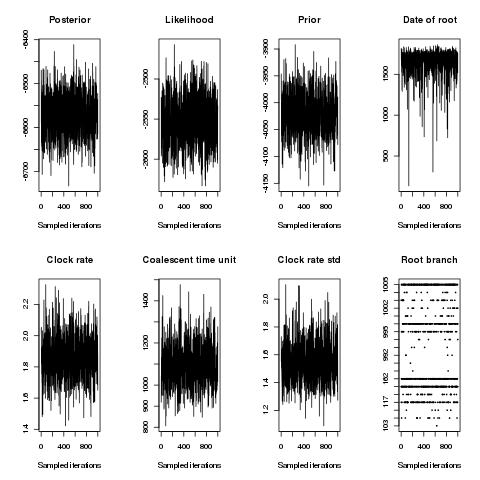 Posterior
Likelihood
Prior
Date of root
-6400
-6500
-6600
-6700
-2500
-2550
-2600
-3900
-3950
-4000
-4050
-4100
-4150
1500
1000
500
0 400 800
0 400 800
0 400 800
0 400 800
Sampled iterations
Sampled iterations
Sampled iterations
Sampled iterations
Clock rate
Coalescent time unit
Clock rate std
Root branch
2.2
2.0
1.8
1.6
1.4
1400
1200
1100
1000
900
800
2.0
1.8
1.6
1.4
1.2
1005
1002
995
992
162
117
103
0 400 800
0 400 800
0 400 800
0 400 800
Sampled iterations
Sampled iterations
Sampled iterations
Sampled iterations